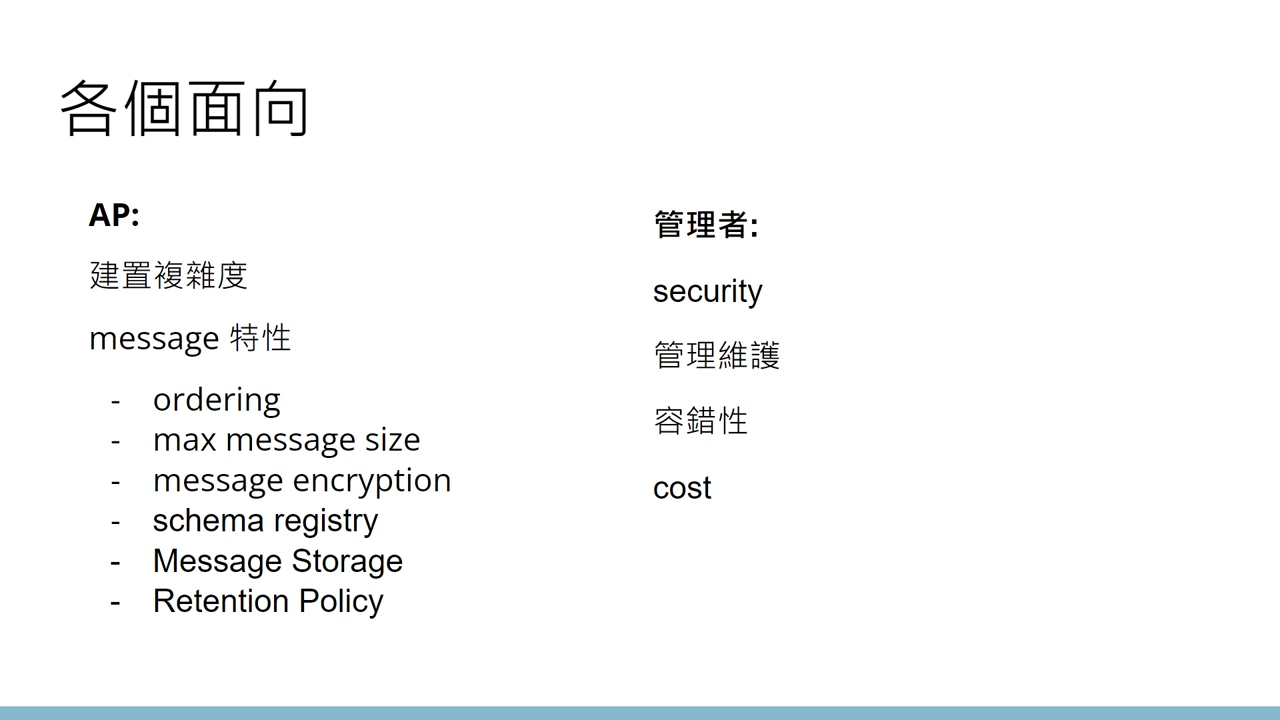 各個面向
AP:
建置複雜度
message 特性
- ordering
- max message size
- message encryption
- schema registry
- Message Storage
- Retention Policy
管理者:
security
管理維護
容錯性
cost